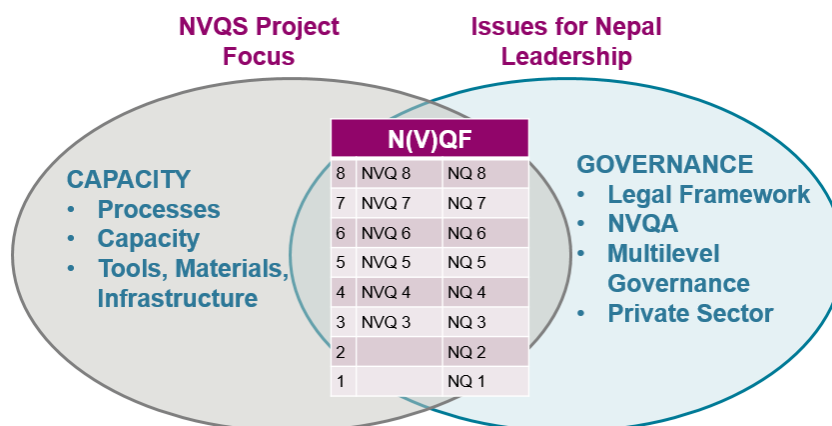 NVQS Project
Focus
Issues for Nepal
Leadership
CAPACITY
• Processes
• Capacity
• Tools, Materials,
Infrastructure
N(V)QF
8 NVQ 8 NQ 8
7 NVQ 7 NQ 7
6 NVQ 6 NQ 6
5 NVQ 5 NQ 5
4 NVQ 4 NQ 4
3 NVQ 3 NQ 3
2 NQ 2
1 NQ 1
GOVERNANCE
• Legal Framework
• NVQA
• Multilevel
Governance
• Private Sector